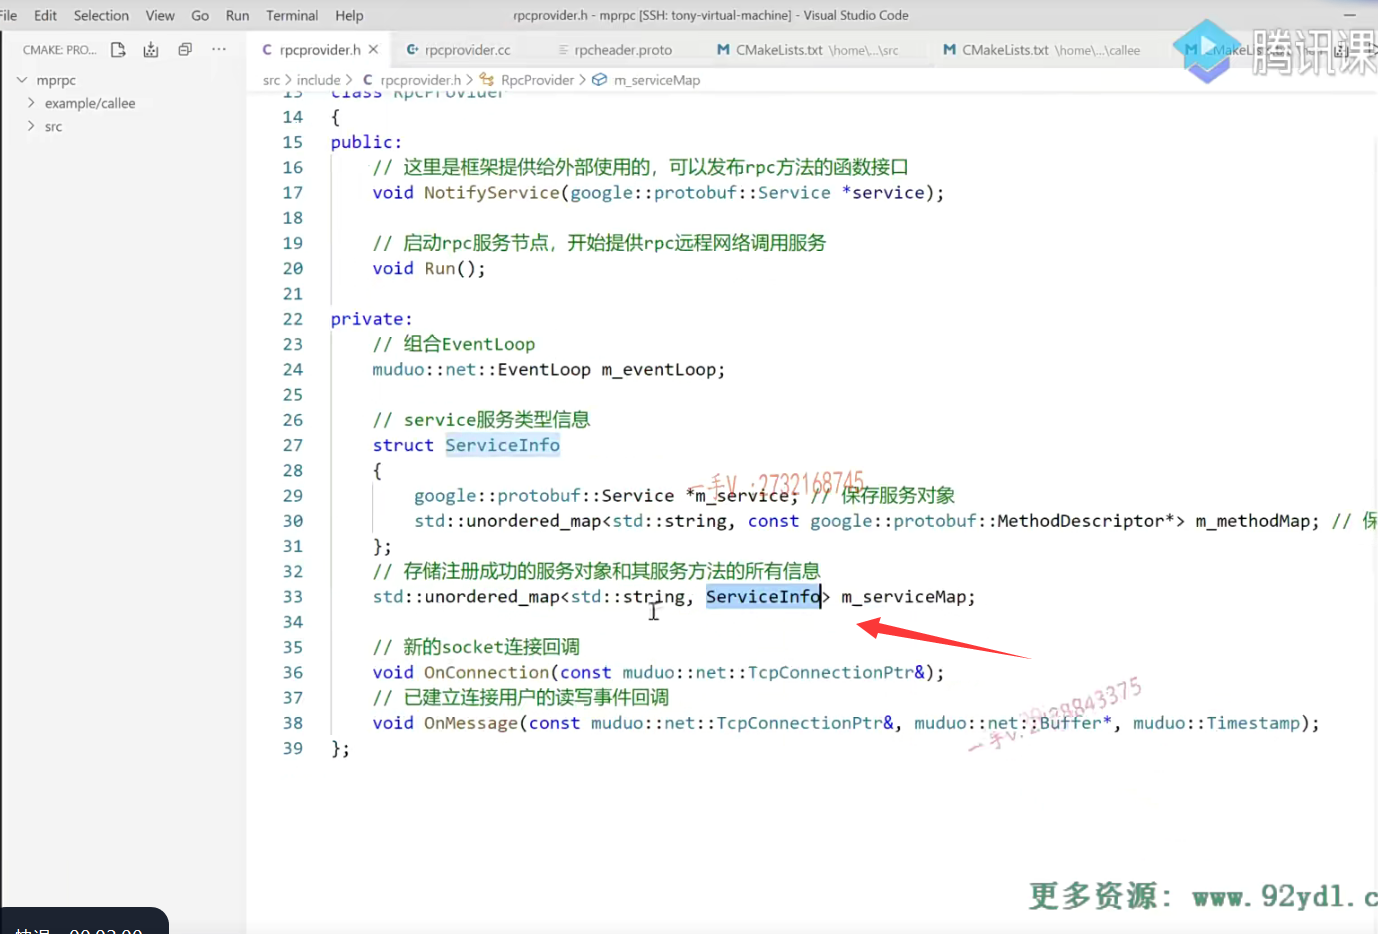 File Edit Selection View Go Run Terminal Help rpcprovider.h - mprpc [SSH: tony-virtual-machine] - Visual Studio Code
CMAKE: PRO... ··· C rpcprovider.h × rpcprovider.cc rpcheader.proto M CMakeLists.txt \home\...\src M CMakeLists.txt \home\...\callee M
腾讯课
src > include > C rpcprovider.h > RpcProvider > m_serviceMap
mprpc
example/callee
src
13 class RpcProvider
14 {
15 public:
16 // 这里是框架提供给外部使用的，可以发布rpc方法的函数接口
17 void NotifyService(google::protobuf::Service *service);
18
19 // 启动rpc服务节点，开始提供rpc远程网络调用服务
20 void Run();
21
22 private:
23 // 组合EventLoop
24 muduo::net::EventLoop m_eventLoop;
25
26 // service服务类型信息
27 struct ServiceInfo
28 {
一手V :2732168745
29 google::protobuf::Service *m_service; // 保存服务对象
30 std::unordered_map<std::string, const google::protobuf::MethodDescriptor*> m_methodMap; // 保
31 };
32 // 存储注册成功的服务对象和其服务方法的所有信息
33 std::unordered_map<std::string, ServiceInfo> m_serviceMap;
34
35 // 新的socket连接回调
36 void OnConnection(const muduo::net::TcpConnectionPtr&);
37 // 已建立连接用户的读写事件回调
38 void OnMessage(const muduo::net::TcpConnectionPtr&, muduo::net::Buffer*, muduo::Timestamp);
39 };
更多资源：www.92ydl.c